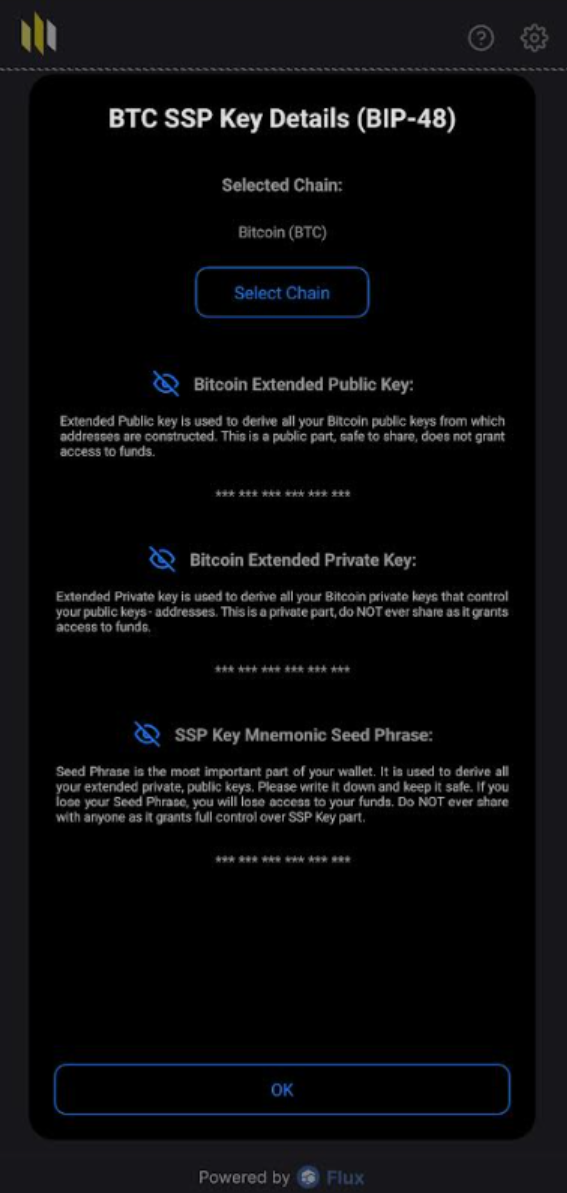 BTC SSP Key Details (BIP-48)
Selected Chain:
Bitcoin (BTC)
Select Chain
Bitcoin Extended Public Key:
Extended Public key is used to derive all your Bitcoin public keys from which
addresses are constructed. This is a public part, safe to share, does not grant
access to funds.
*** *** *** *** *** ***
Bitcoin Extended Private Key:
Extended Private key is used to derive all your Bitcoin private keys that control
your public keys - addresses. This is a private part, do NOT ever share as it grants
access to funds.
*** *** *** *** *** ***
SSP Key Mnemonic Seed Phrase:
Seed Phrase is the most important part of your wallet. It is used to derive all
your extended private, public keys. Please write it down and keep it safe. If you
lose your Seed Phrase, you will lose access to your funds. Do NOT ever share
with anyone as it grants full control over SSP Key part.
*** *** *** *** *** ***
OK
Powered by Flux